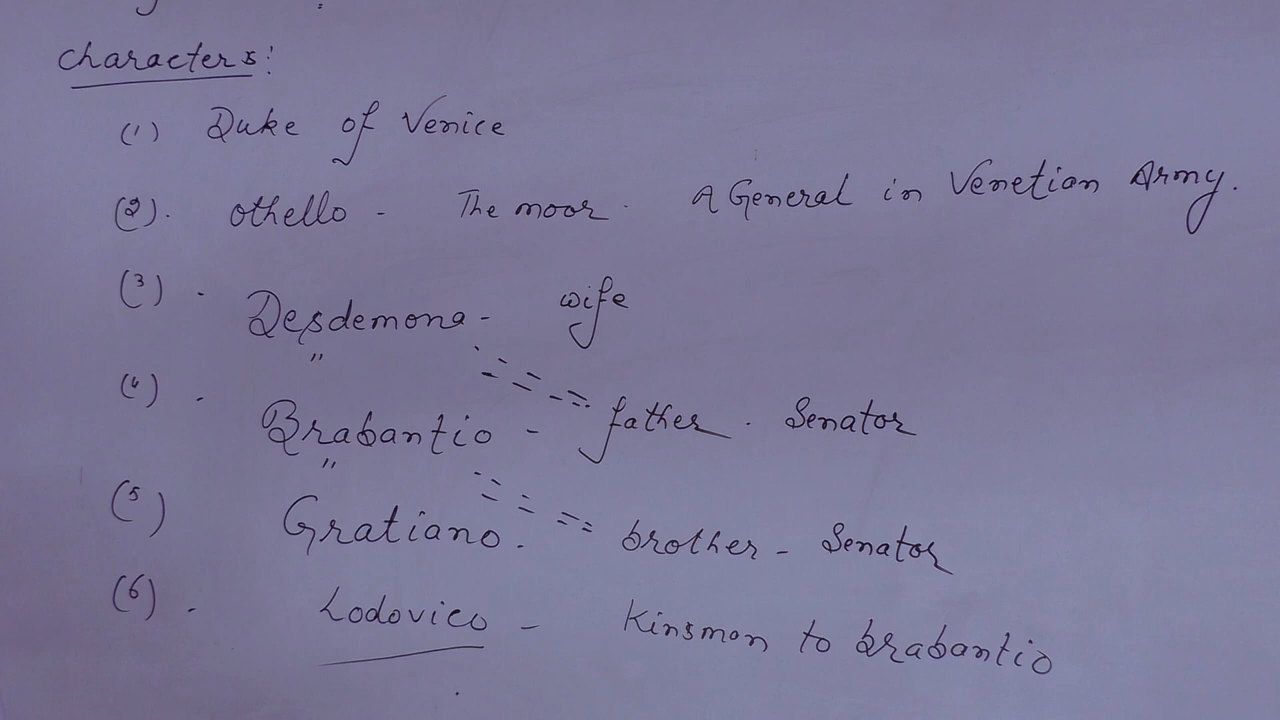 Characters:
(1) Duke of Venice
(2). Othello - The moor. A General in Venetian Army.
(3) . Desdemona - wife
"
(4) . Brabantio - father . Senator
"
(5) Gratiano. brother - Senator
(6) . Lodovico - Kinsman to Brabantio